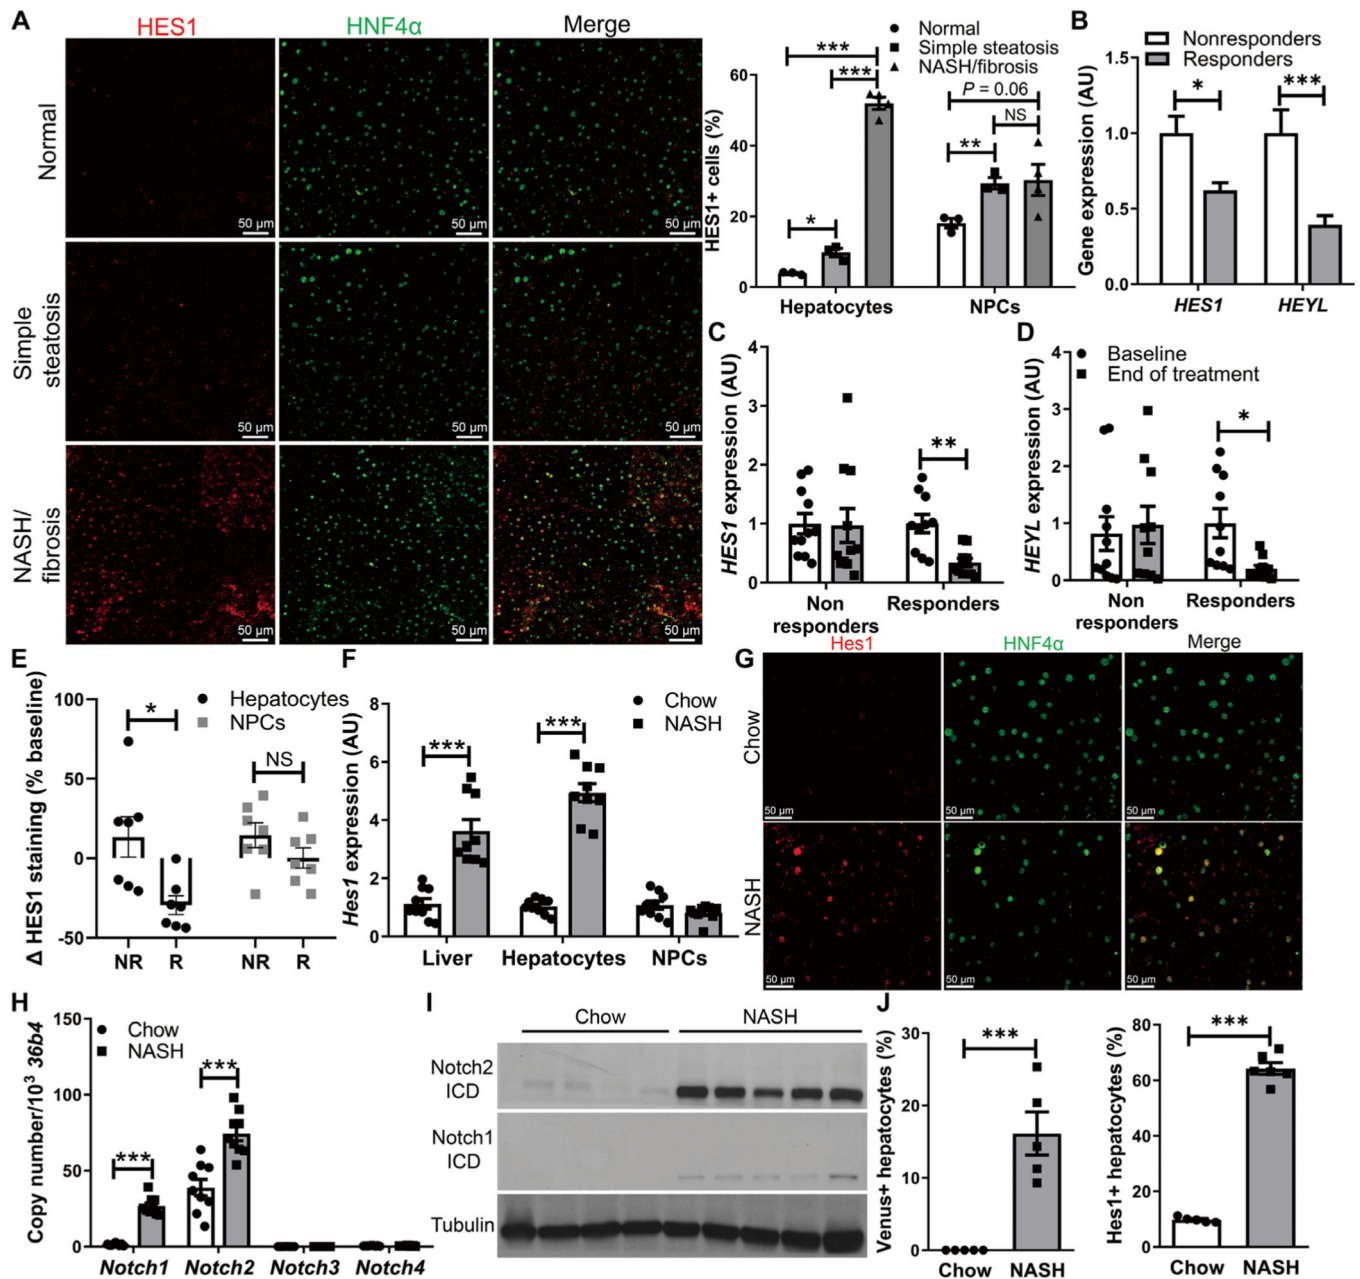 A
HES1
HNF4α
Merge
Normal
Simple
steatosis
NASH/
fibrosis
50 µm
50 µm
50 µm
50 µm
50 µm
50 µm
50 µm
50 µm
50 µm
Normal
Simple steatosis
NASH/fibrosis
HES1+ cells (%)
60
40
20
0
***
***
*
P = 0.06
NS
**
Hepatocytes
NPCs
B
Nonresponders
Responders
Gene expression (AU)
1.5
1.0
0.5
0.0
*
***
HES1
HEYL
C
HES1 expression (AU)
4
3
2
1
0
**
Non
responders
Responders
D
Baseline
End of treatment
HEYL expression (AU)
4
3
2
1
0
*
Non
responders
Responders
E
Δ HES1 staining (% baseline)
100
50
0
-50
Hepatocytes
NPCs
*
NS
NR
R
NR
R
F
Hes1 expression (AU)
8
6
4
2
0
Chow
NASH
***
***
Liver
Hepatocytes
NPCs
G
Hes1
HNF4α
Merge
Chow
NASH
50 µm
50 µm
50 µm
50 µm
50 µm
50 µm
H
Copy number/10³ 36b4
150
100
50
0
Chow
NASH
***
***
Notch1
Notch2
Notch3
Notch4
I
Chow
NASH
Notch2
ICD
Notch1
ICD
Tubulin
J
Venus+ hepatocytes (%)
30
20
10
0
***
Chow
NASH
Hes1+ hepatocytes (%)
80
60
40
20
0
***
Chow
NASH